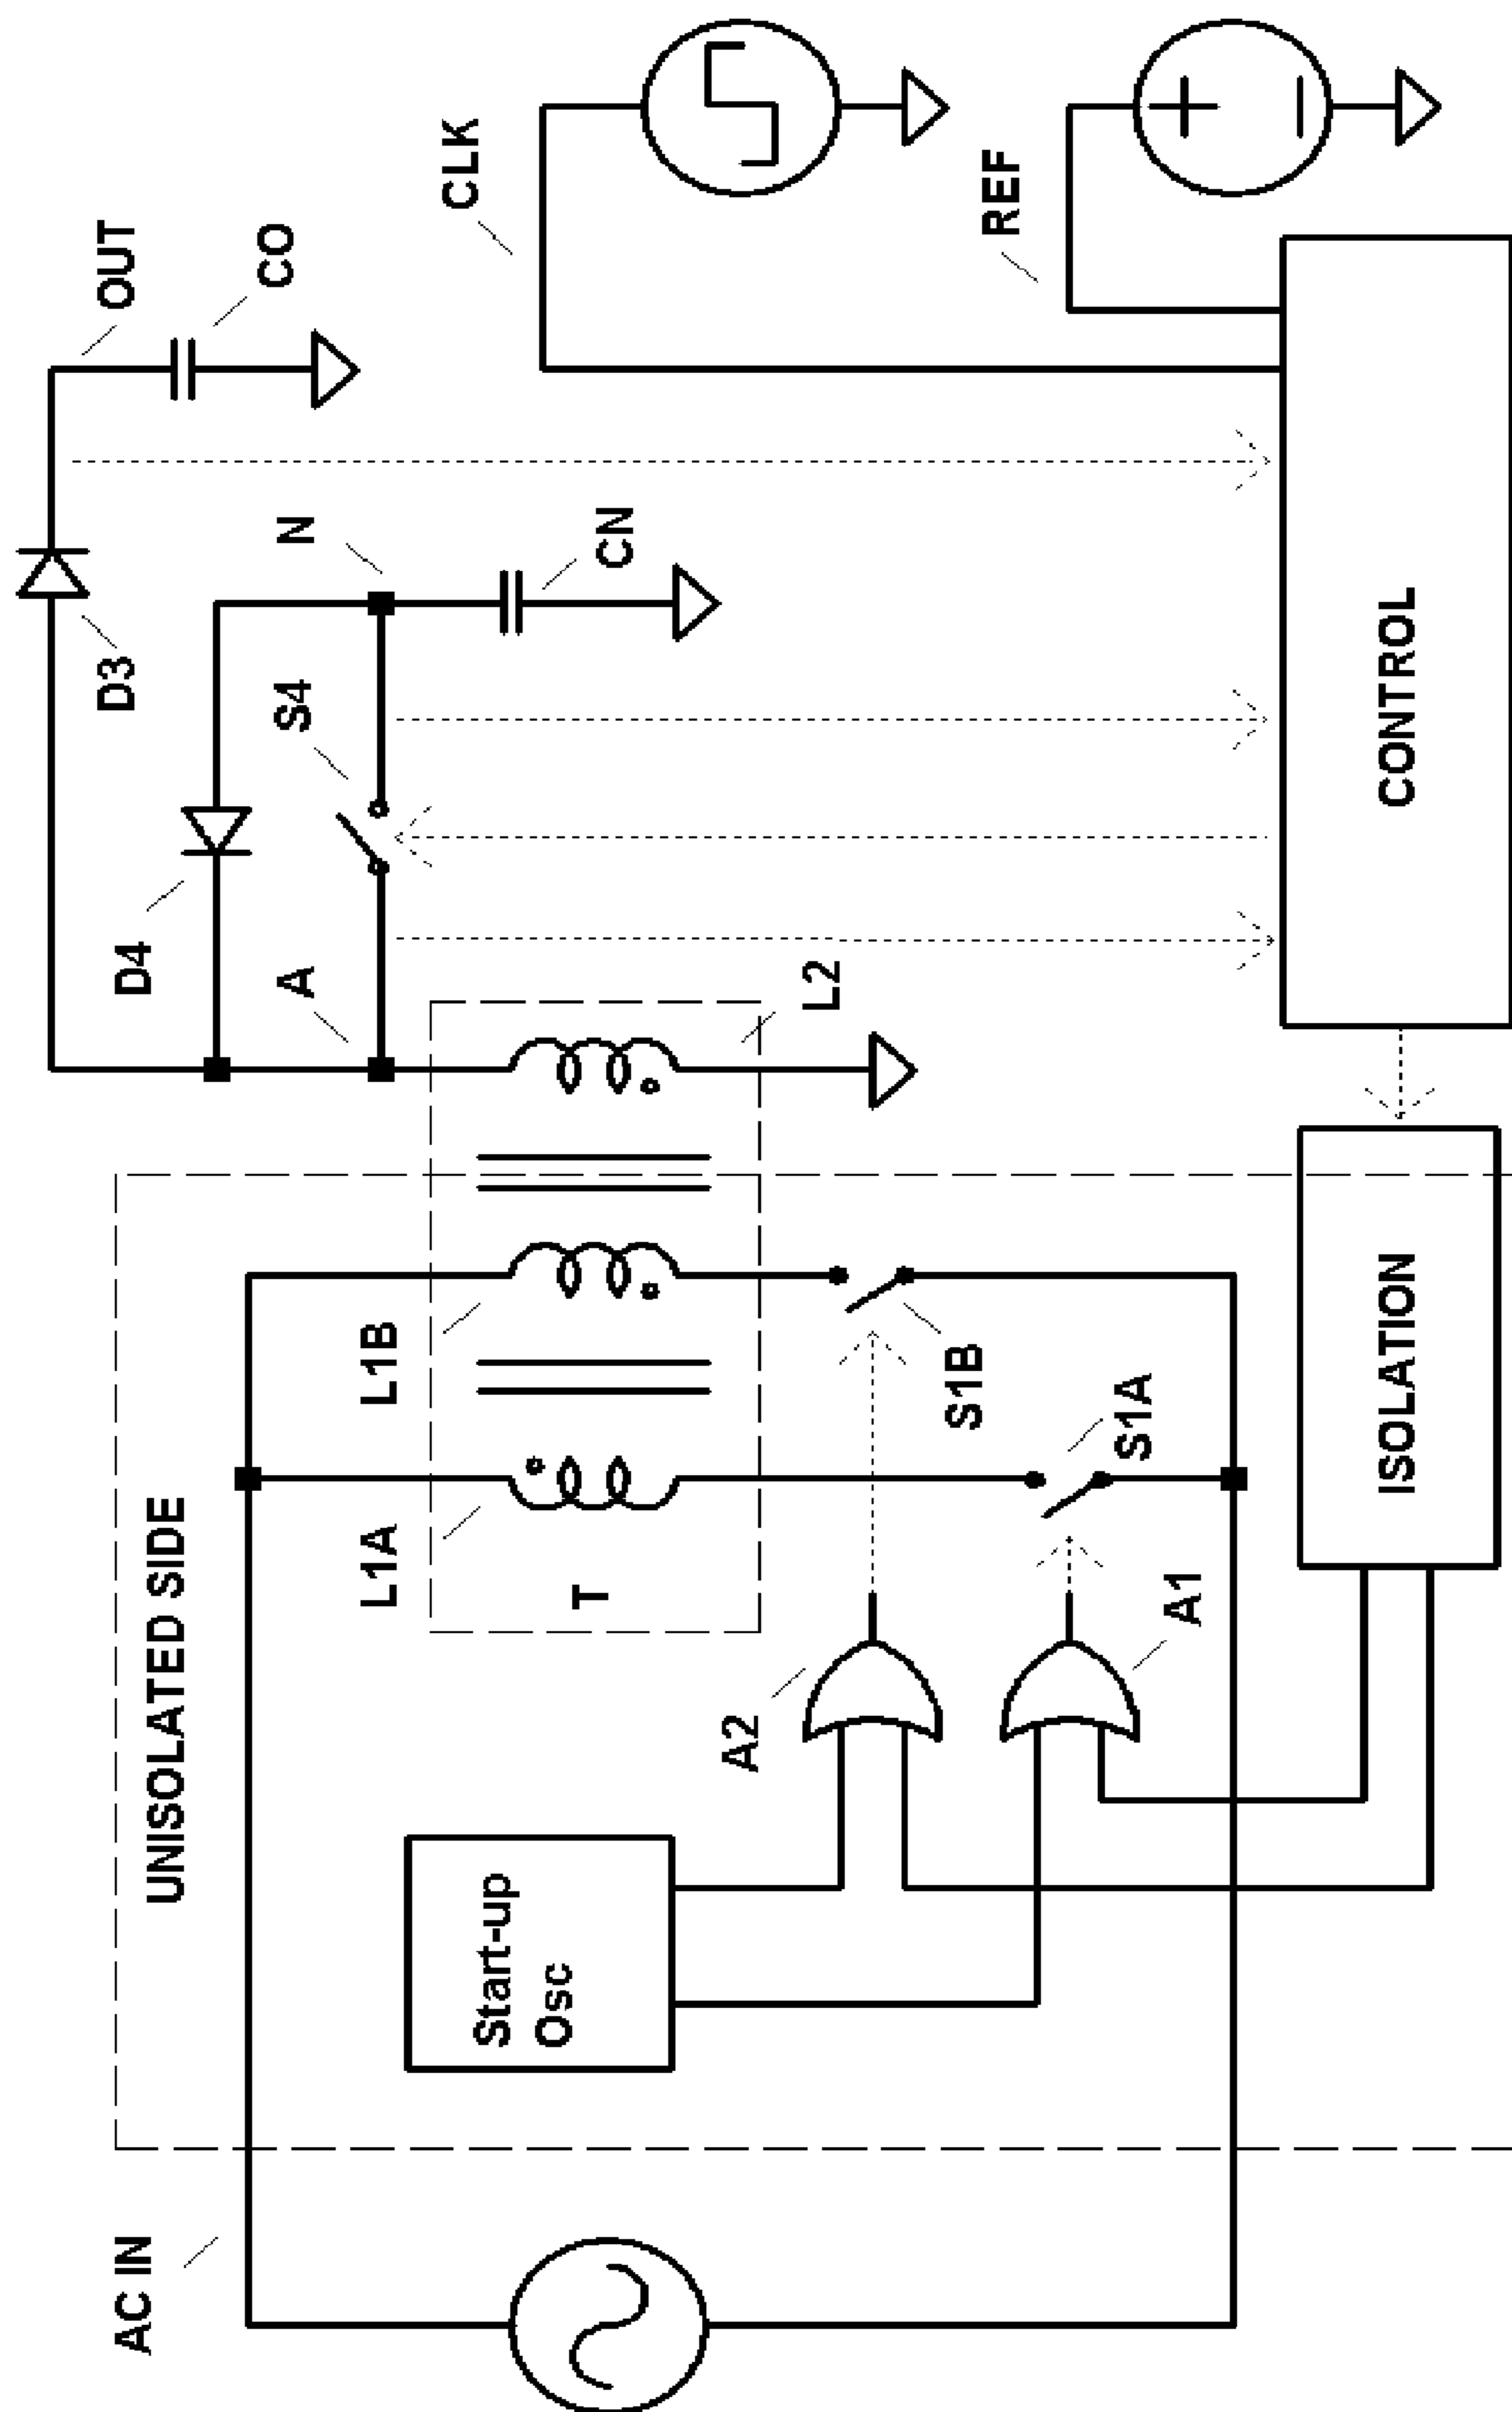 AC IN
UNISOLATED SIDE
D4
D3
OUT
A
S4
N
CO
L1A
L1B
CLK
Start-up
Osc
T
CN
A2
L2
S1B
REF
S1A
A1
ISOLATION
CONTROL